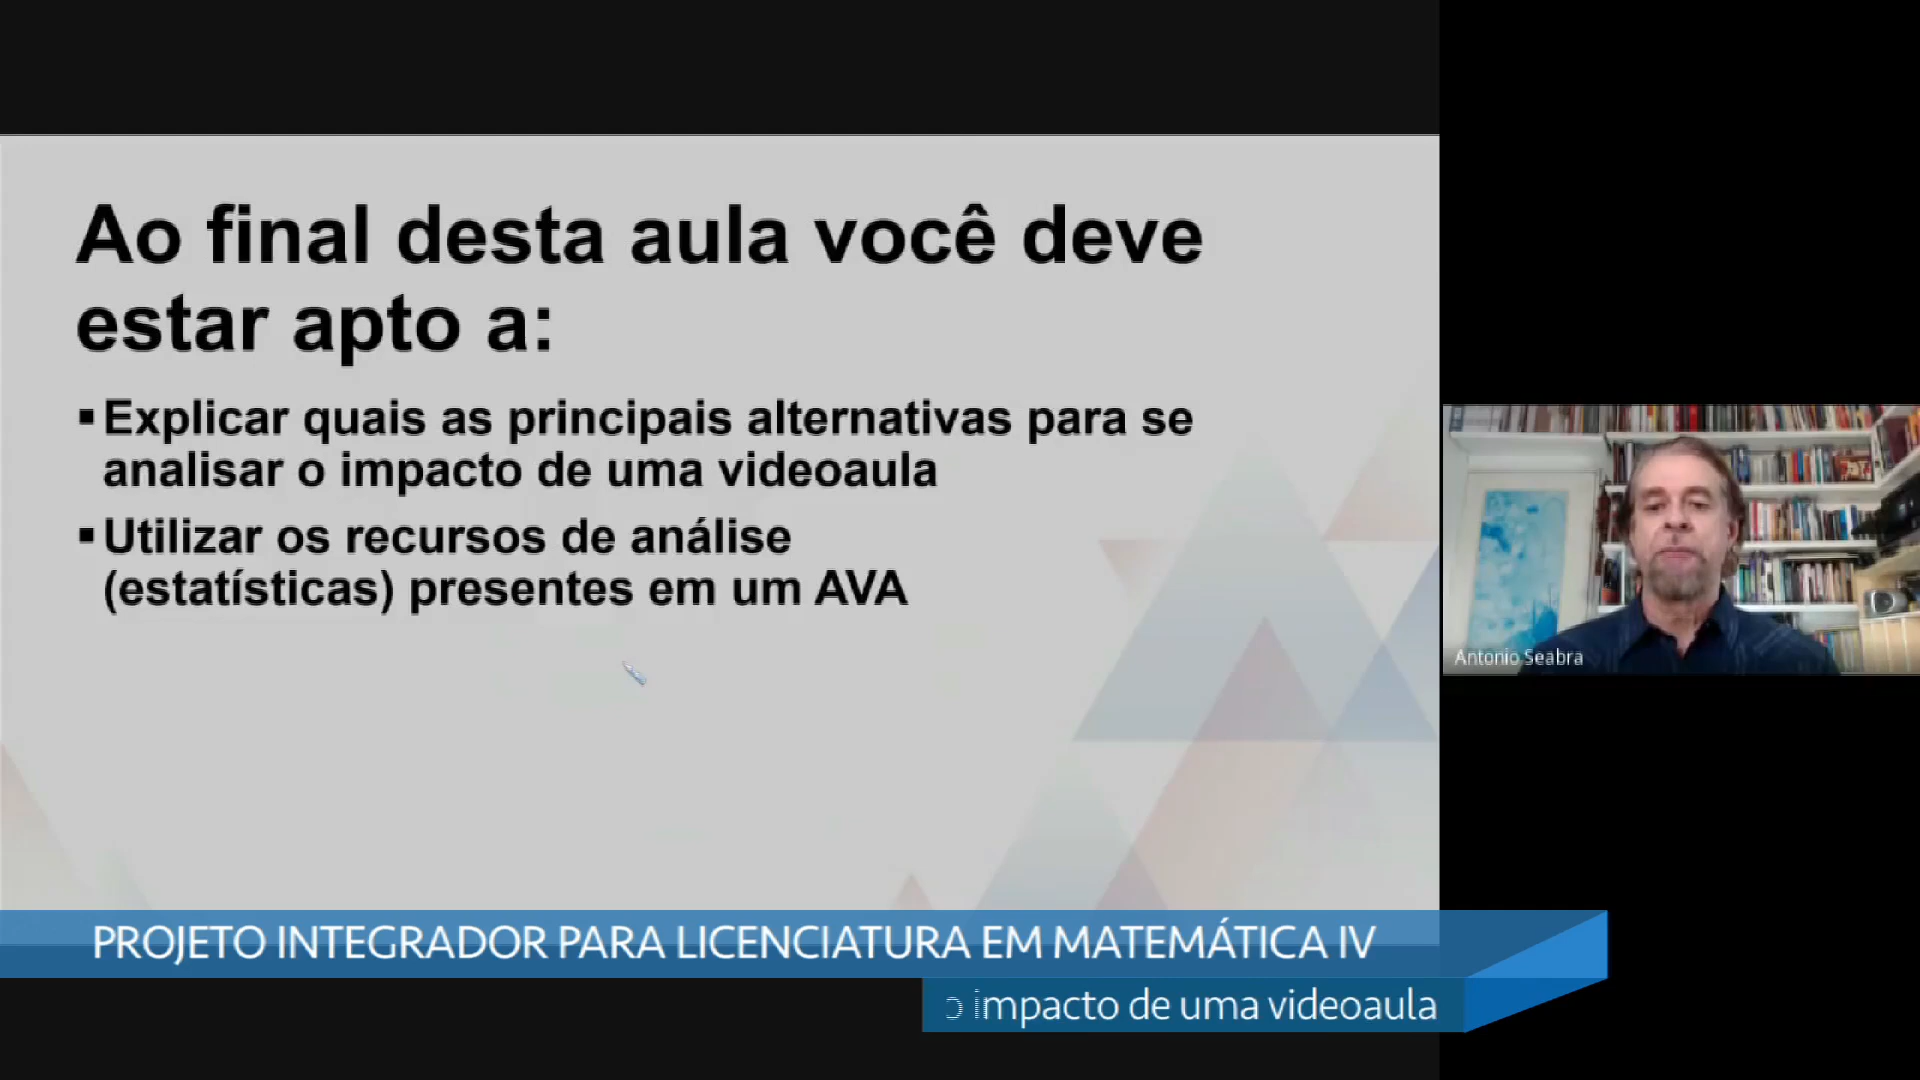 Ao final desta aula você deve
estar apto a:
▪ Explicar quais as principais alternativas para se
analisar o impacto de uma videoaula
▪ Utilizar os recursos de análise
(estatísticas) presentes em um AVA
Antonio Seabra
PROJETO INTEGRADOR PARA LICENCIATURA EM MATEMÁTICA IV
o impacto de uma videoaula